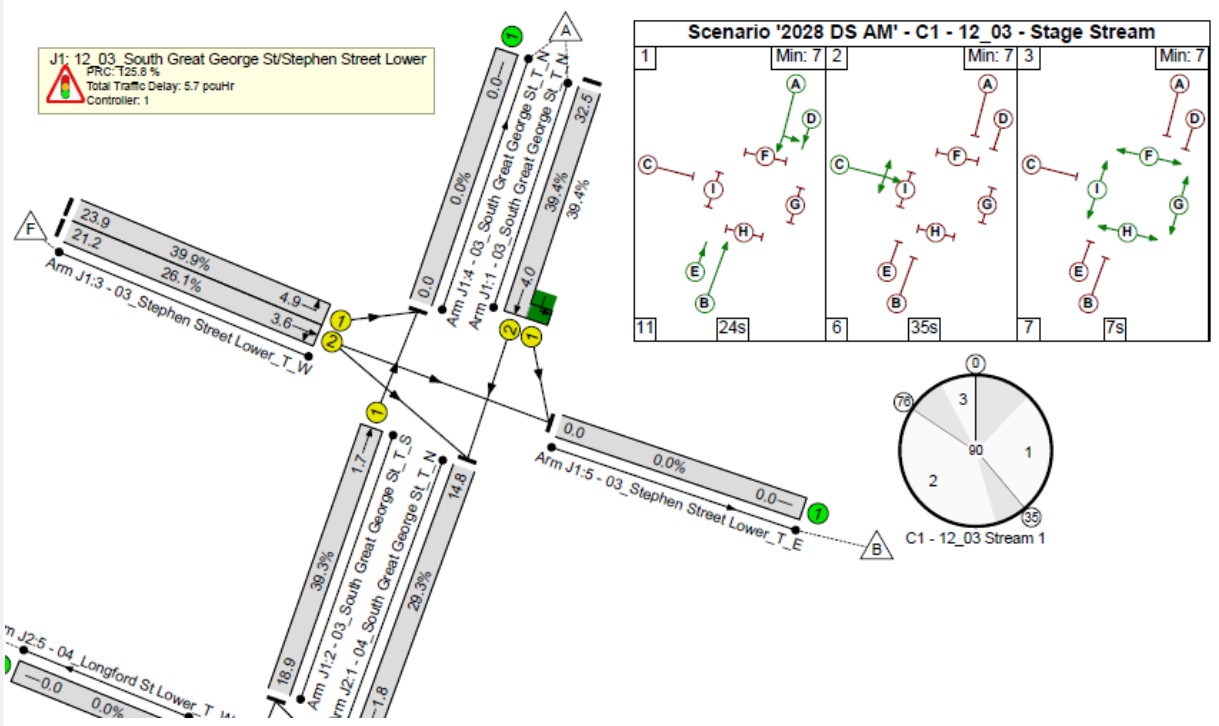 J1: 12_03_South Great George St/Stephen Street Lower
PRC: 125.8 %
Total Traffic Delay: 5.7 pcuHr
Controller: 1
Scenario '2028 DS AM' - C1 - 12_03 - Stage Stream
1 Min: 7
2 Min: 7
3 Min: 7
A
D
F
C
I
G
H
E
B
11 24s
A
D
F
C
I
G
H
E
B
6 35s
A
D
F
C
I
G
H
E
B
7 7s
A
1
0.0
0.0%
0.0
Arm J1:4 - 03_South Great George St_T_N
Arm J1:1 - 03_South Great George St_T_N
32.5
39.4%
39.4%
4.0
2
1
F
23.9
39.9%
4.9
21.2
26.1%
3.6
1
2
Arm J1:3 - 03_Stephen Street Lower_T_W
1
1.7
39.3%
18.9
Arm J1:2 - 03_South Great George St_T_S
Arm J2:1 - 04_South Great George St_T_N
14.8
29.3%
1.8
0.0
0.0%
0.0
1
Arm J1:5 - 03_Stephen Street Lower_T_E
B
m J2:5 - 04_Longford St Lower_T_W
0.0
0.0%
0
76
3
90
1
2
35
C1 - 12_03 Stream 1